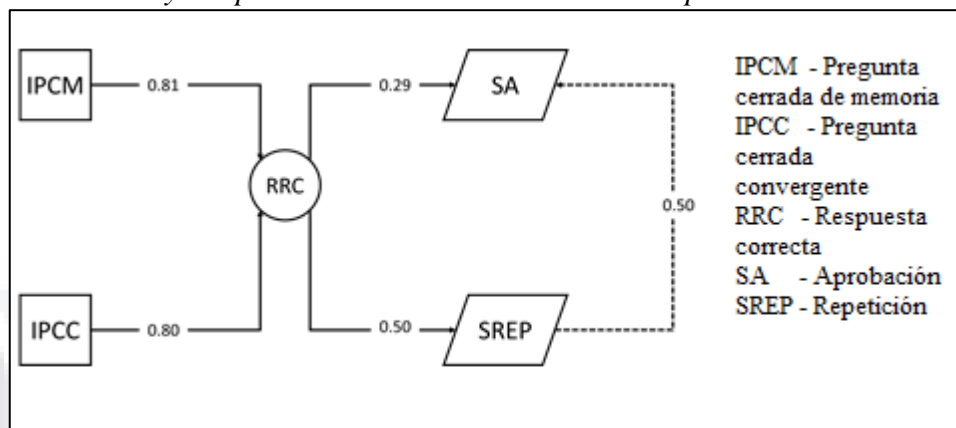 IPCM
0.81
0.29
SA
RRC
0.50
IPCC
0.80
0.50
SREP
IPCM - Pregunta
cerrada de memoria
IPCC - Pregunta
cerrada
convergente
RRC - Respuesta
correcta
SA - Aprobación
SREP - Repetición